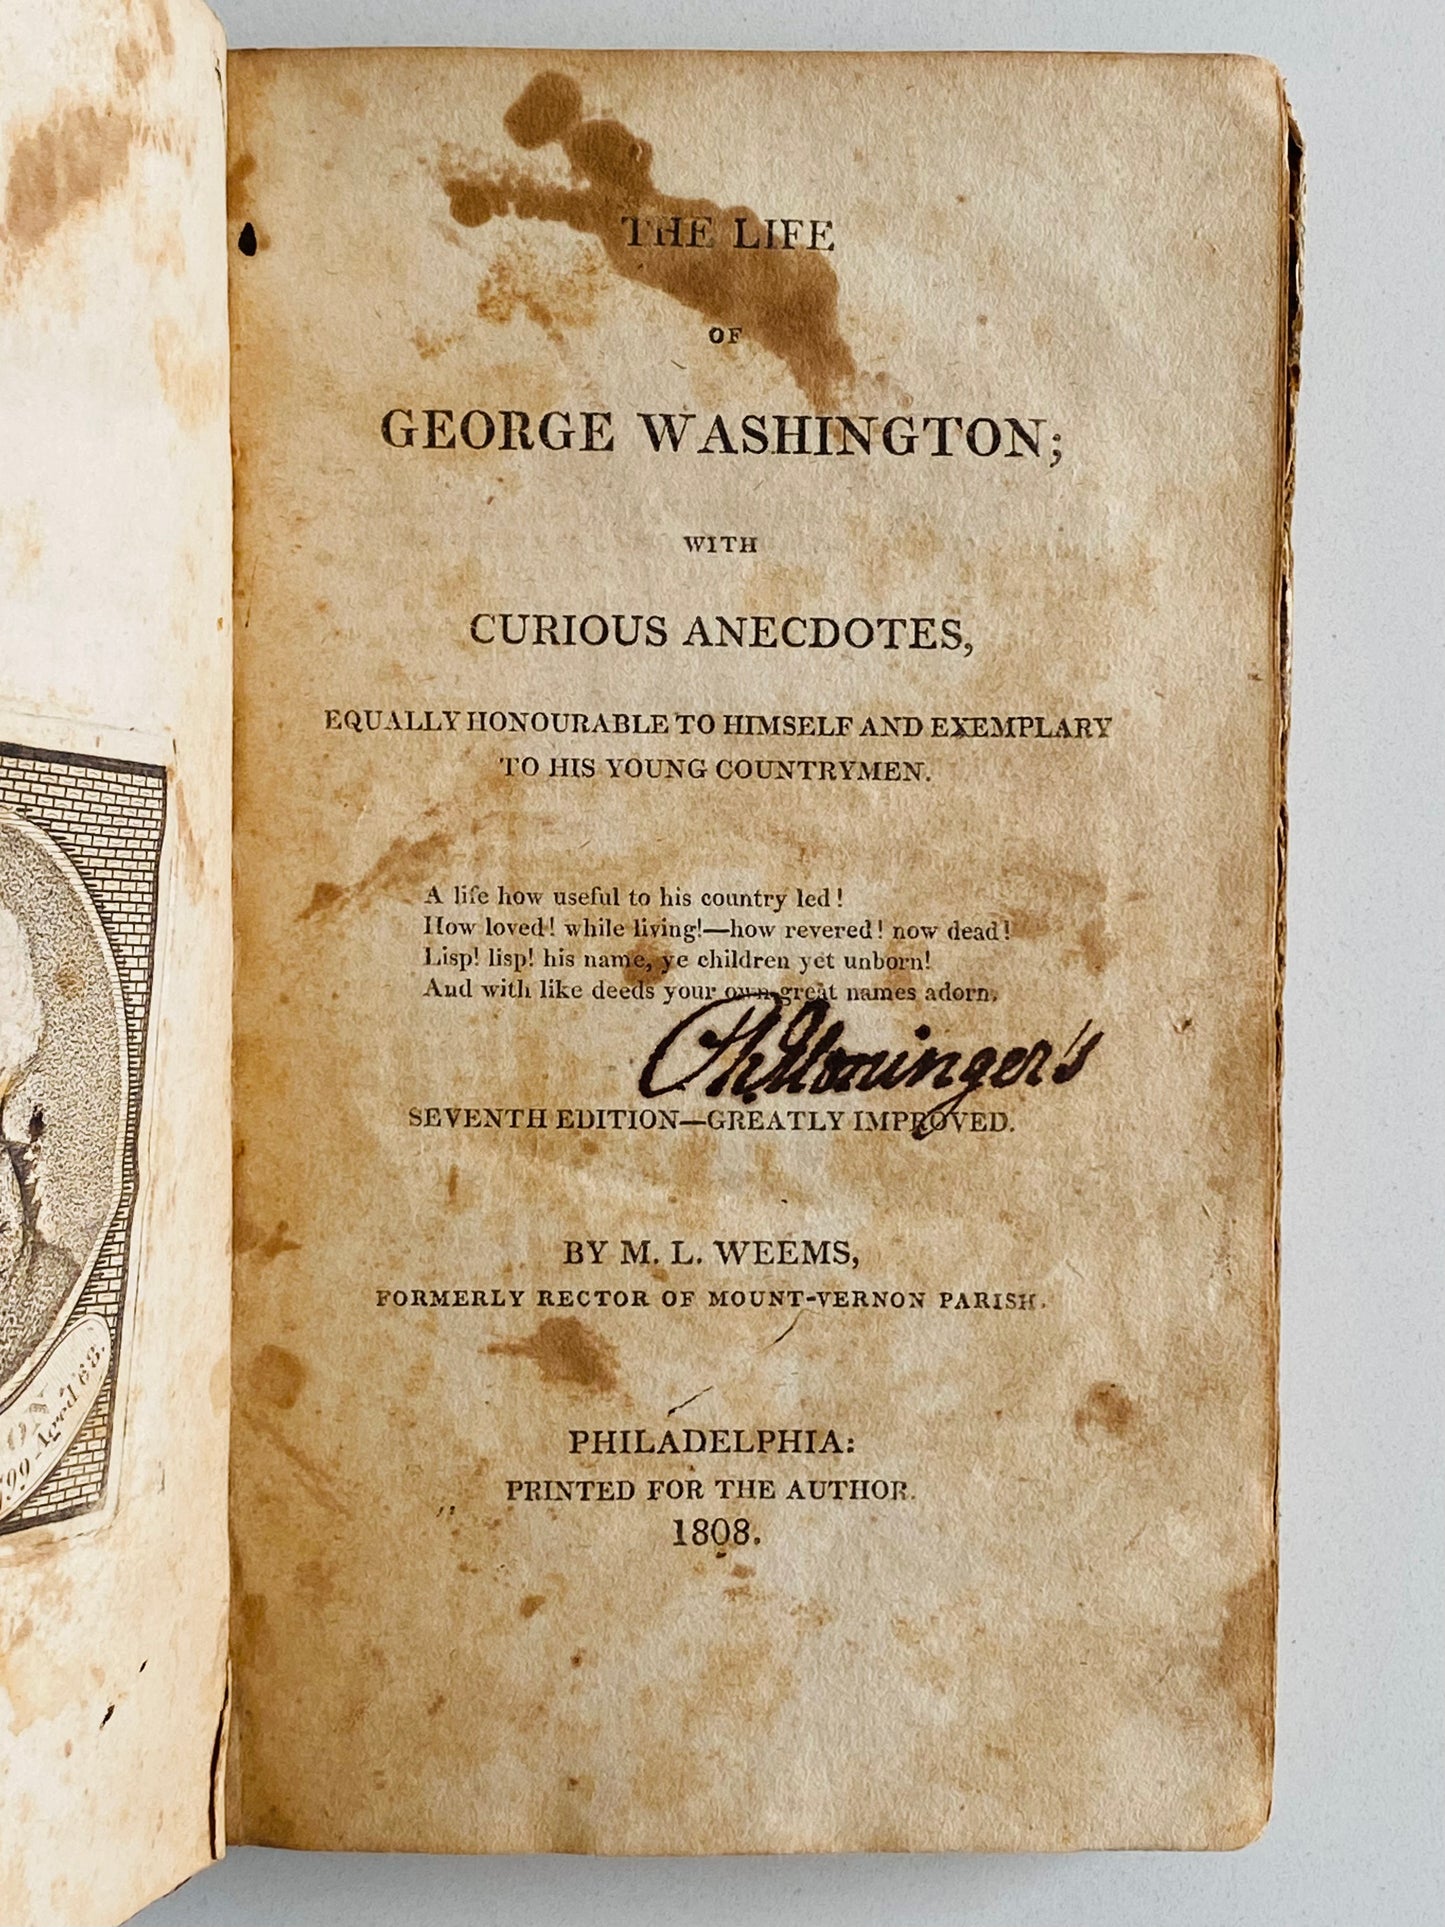 THE LIFE
OF
GEORGE WASHINGTON;
WITH
CURIOUS ANECDOTES,
EQUALLY HONOURABLE TO HIMSELF AND EXEMPLARY
TO HIS YOUNG COUNTRYMEN.
A life how useful to his country led!
How loved! while living!—how revered! now dead!
Lisp! lisp! his name, ye children yet unborn!
And with like deeds your own great names adorn.
SEVENTH EDITION—GREATLY IMPROVED.
BY M. L. WEEMS,
FORMERLY RECTOR OF MOUNT-VERNON PARISH.
PHILADELPHIA:
PRINTED FOR THE AUTHOR.
1808.
Aged 68.